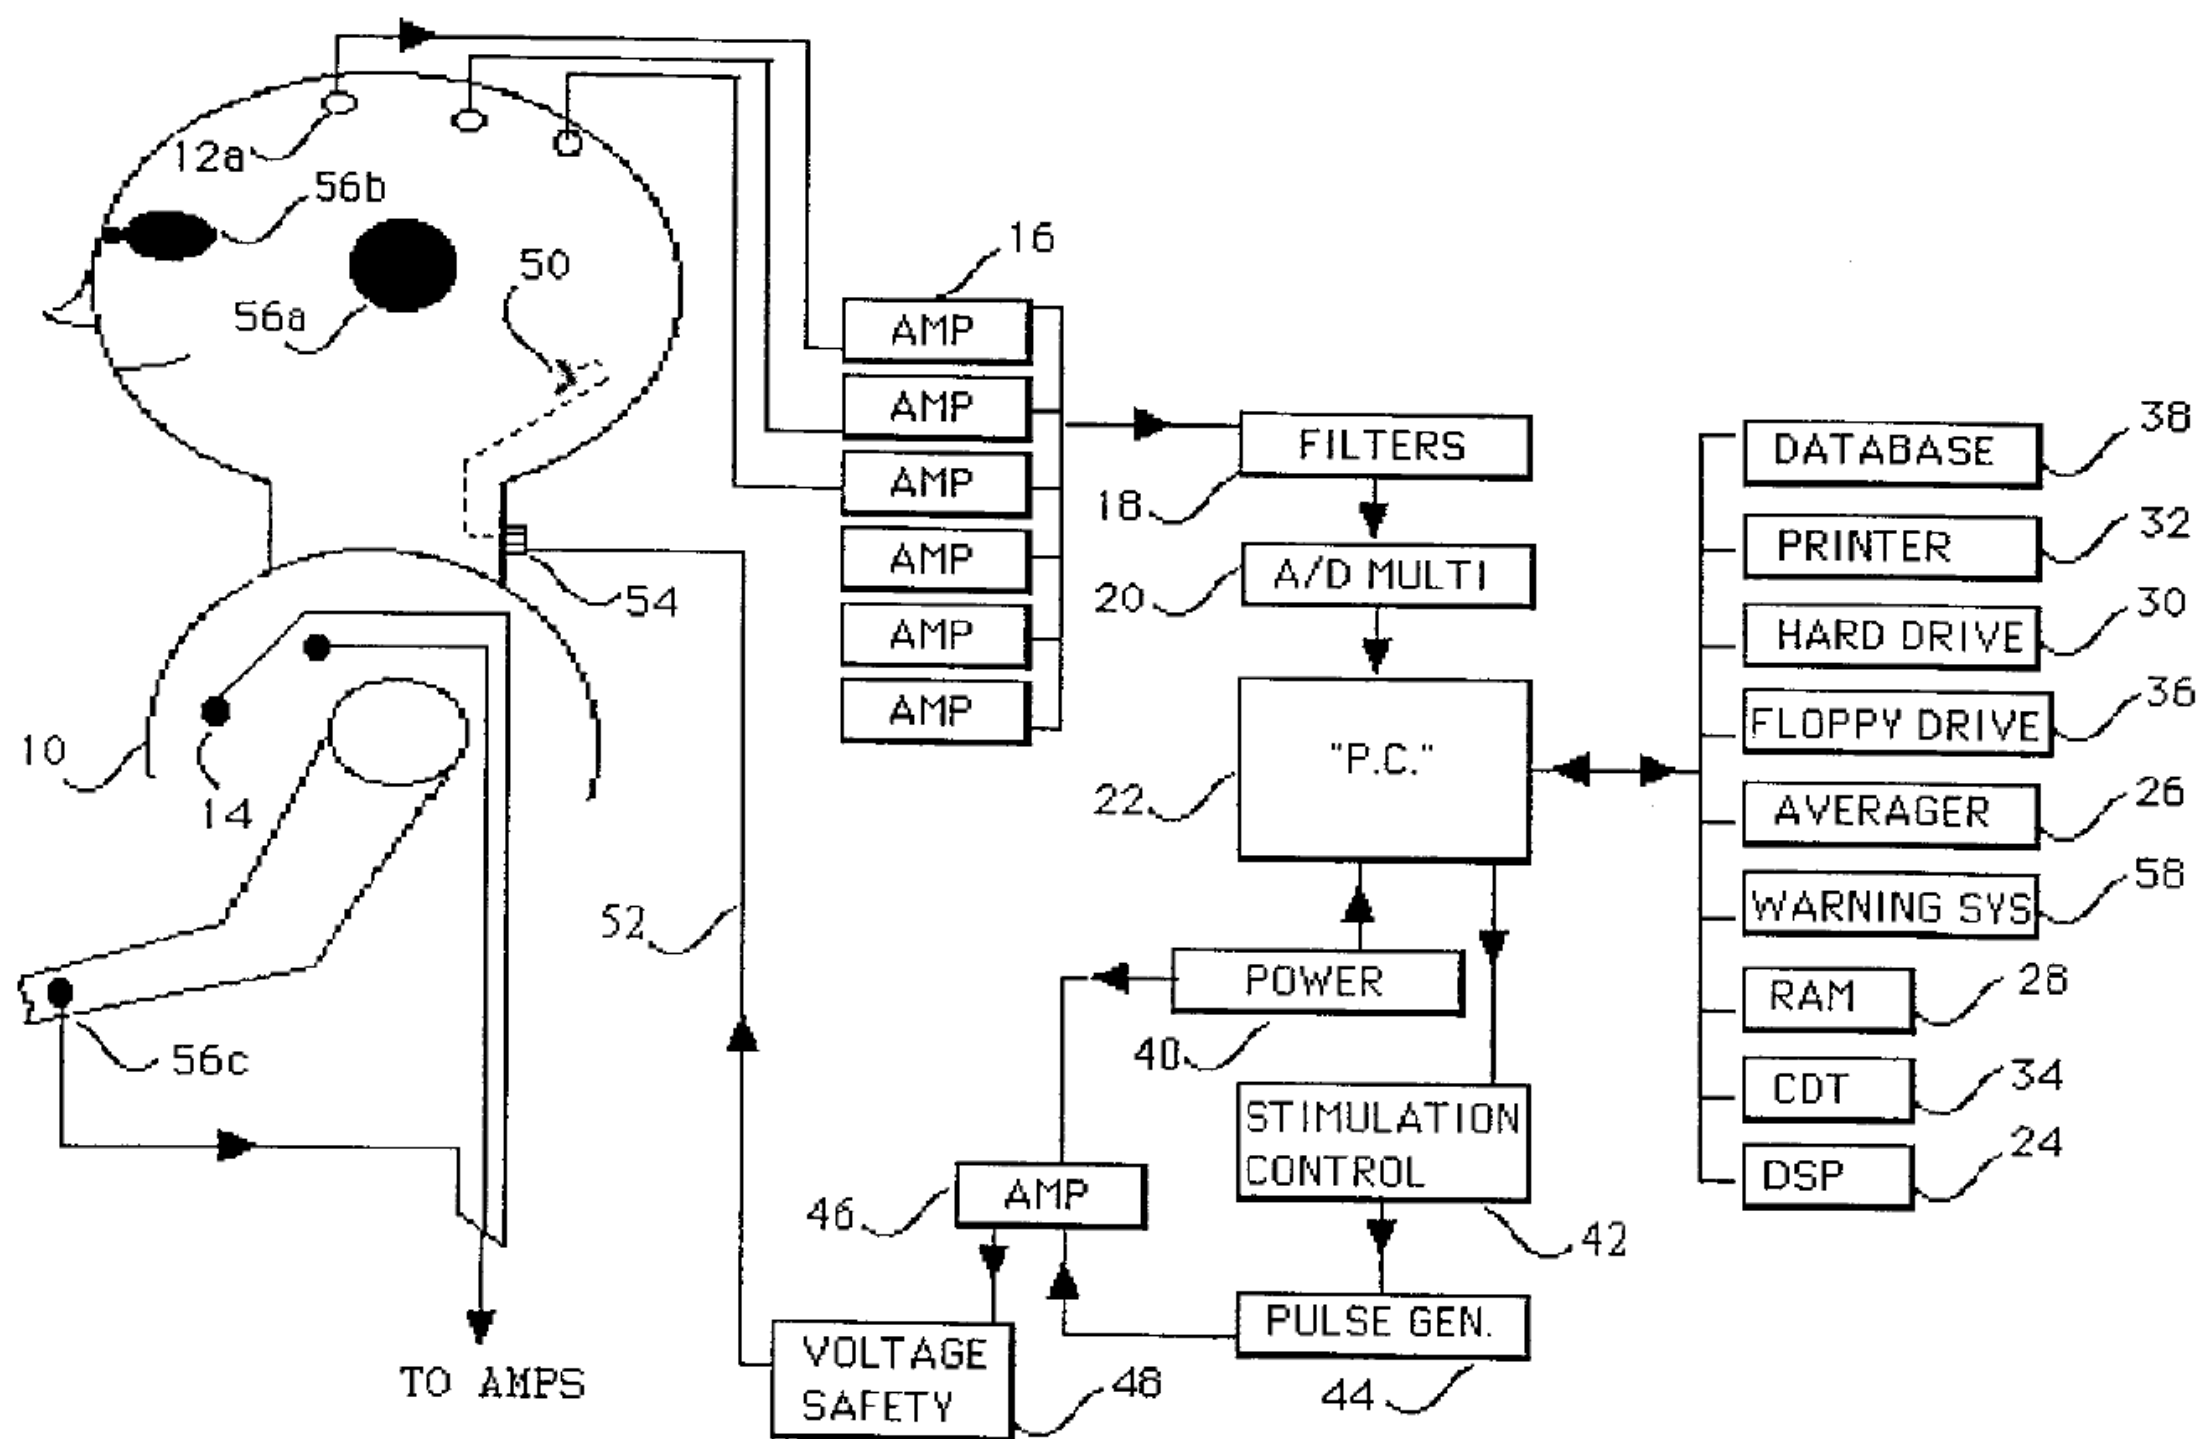 12a
56b
56a
50
16
AMP
AMP
AMP
AMP
AMP
AMP
FILTERS
18
A/D MULTI
20
"P.C."
22
DATABASE
38
PRINTER
32
HARD DRIVE
30
FLOPPY DRIVE
36
AVERAGER
26
WARNING SYS
58
RAM
28
CDT
34
DSP
24
54
10
14
52
56c
POWER
40
STIMULATION
CONTROL
42
AMP
46
PULSE GEN.
44
VOLTAGE
SAFETY
48
TO AMPS